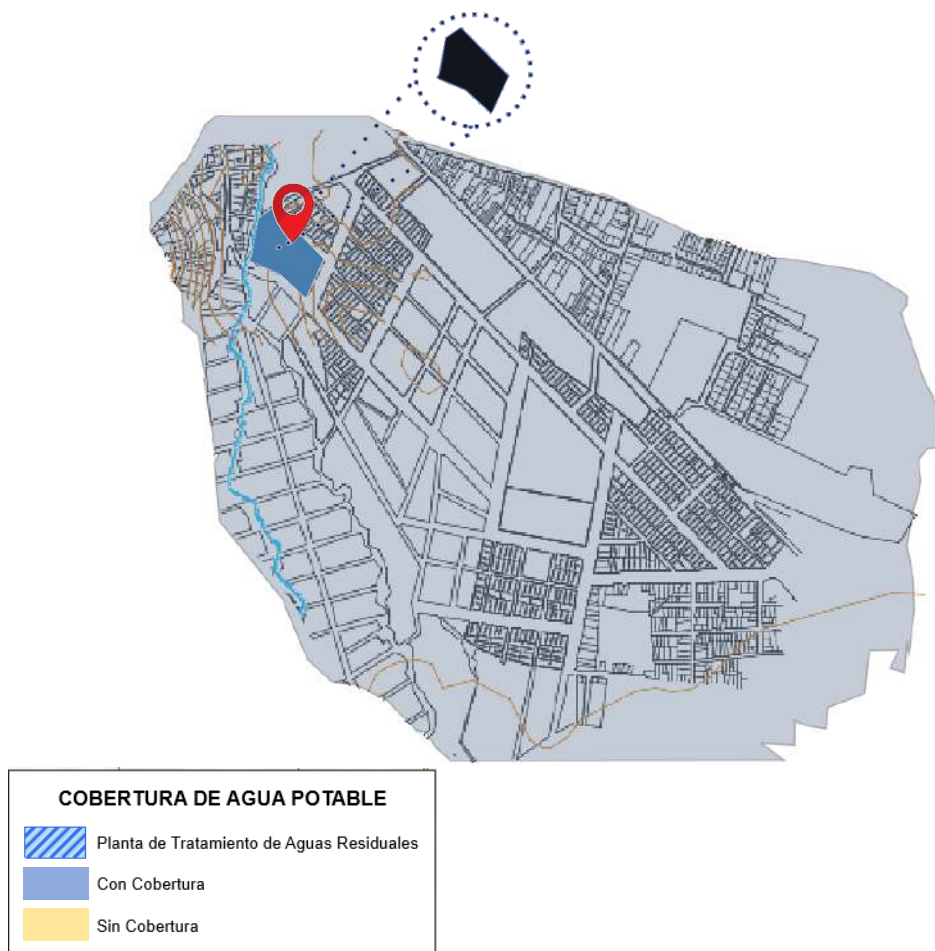 COBERTURA DE AGUA POTABLE
Planta de Tratamiento de Aguas Residuales
Con Cobertura
Sin Cobertura